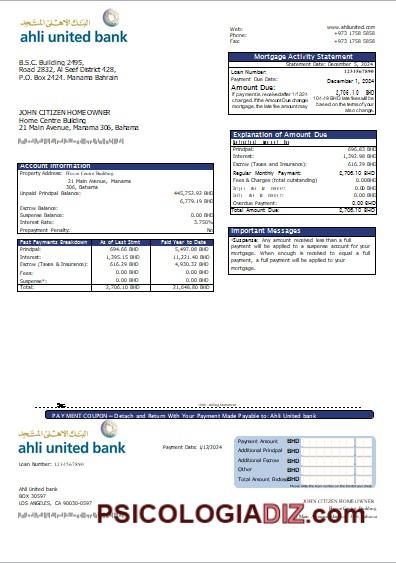 البنك الأهلي المتحد
ahli united bank
Web: www.ahliunited.com
Phone: +973 1758 5858
Fax: +973 1758 5858
B.S.C. Building 2495,
Road 2832, Al Seef District 428,
P.O. Box 2424. Manama Bahrain
Mortgage Activity Statement
Statement Date: December 5, 2024
Loan Number: 1234567890
Payment Due Date: December 1, 2024
Amount Due: 2,706.10 BHD
If payment is received after 1/12/24
charged. If the Amount Due changes
mortgage, the late fee amount may
104.49 BHD late fee will be
based on the terms of your
also change.
JOHN CITIZEN HOMEOWNER
Home Centre Building
21 Main Avenue, Manama 306, Bahama
Explanation of Amount Due
Principal: 696.83 BHD
Interest: 1,392.98 BHD
Escrow (Taxes and Insurance): 616.29 BHD
Regular Monthly Payment: 2,706.10 BHD
Fees & Charges (total outstanding) 0.00 BHD
Overdue Payment: 0.00 BHD
Total Amount Due: 2,706.10 BHD
Account Information
Property Address: Home Centre Building
21 Main Avenue, Manama
306, Bahama
Unpaid Principal Balance: 445,753.93 BHD
6,779.19 BHD
Escrow Balance:
Suspense Balance: 0.00 BHD
Interest Rate: 3.750%
Prepayment Penalty: No
Important Messages
*Suspense: Any amount received less than a full
payment will be applied to a suspense account for your
mortgage. When enough is received to equal a full
payment, a full payment will be applied to your
mortgage.
Past Payments Breakdown As of Last Stmt Paid Year to Date
Principal: 694.66 BHD 5,497.08 BHD
Interest: 1,395.15 BHD 11,221.40 BHD
Escrow (Taxes & Insurance): 616.29 BHD 4,930.32 BHD
Fees: 0.00 BHD 0.00 BHD
Suspense*: 0.00 BHD 0.00 BHD
Total: 2,706.10 BHD 21,648.80 BHD
PAYMENT COUPON – Detach and Return With Your Payment Made Payable to: Ahli United bank
البنك الأهلي المتحد
ahli united bank
Payment Date: 1/12/2024
Loan Number: 1234567890
Payment Amount BHD
Additional Principal BHD
Additional Escrow BHD
Other BHD
Total Amount Enclosed BHD
Ahli United bank
BOX 30597
LOS ANGELES, CA 90030-0597
JOHN CITIZEN HOMEOWNER
Home Centre Building
PSICOLOGIADIZ.com